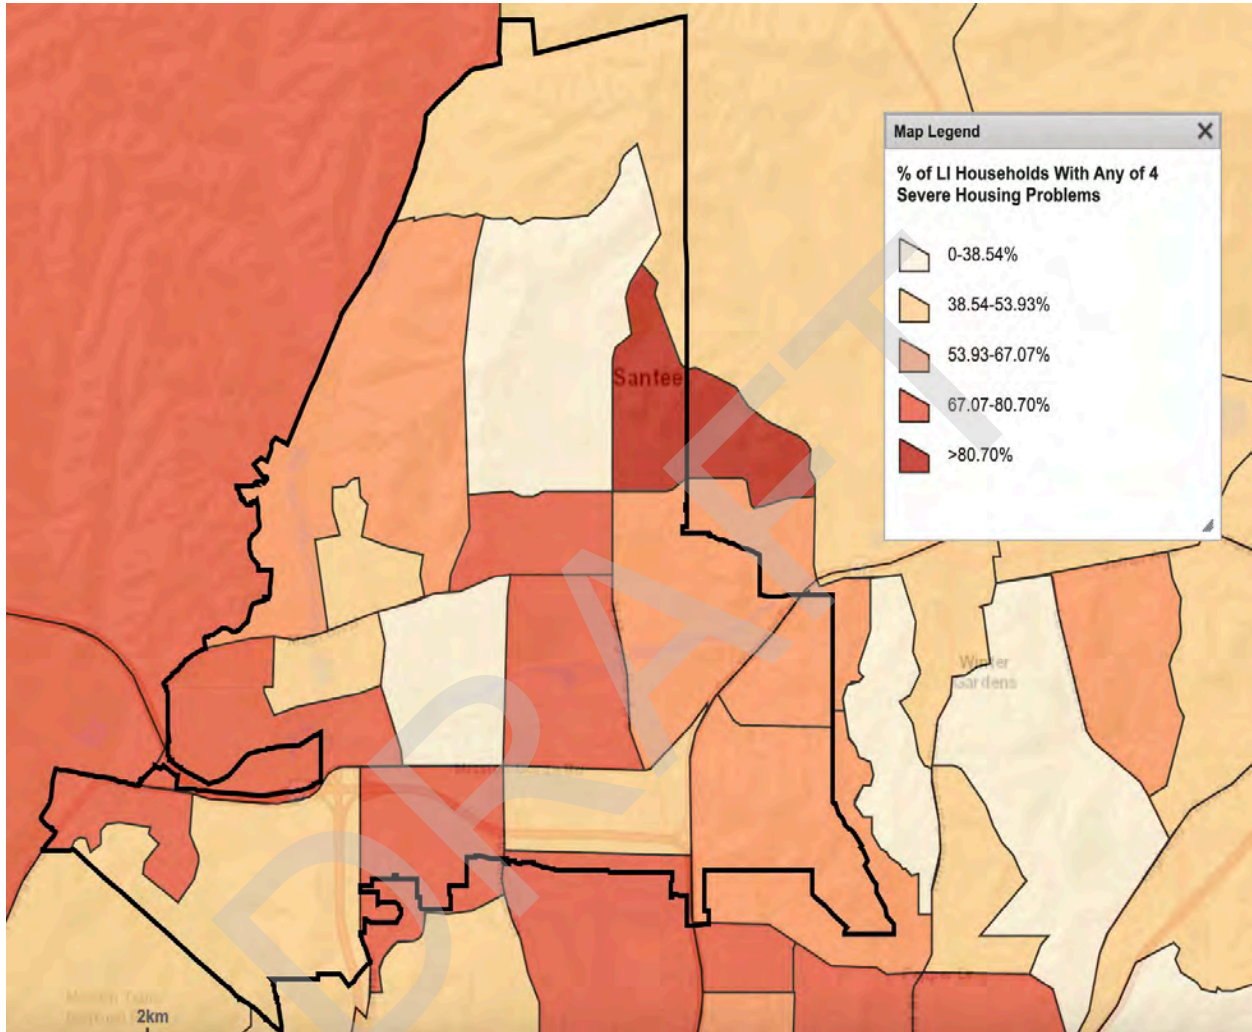 Map Legend
% of LI Households With Any of 4
Severe Housing Problems
0-38.54%
38.54-53.93%
53.93-67.07%
67.07-80.70%
>80.70%
Santee
Winter
Gardens
DRAFT
2km